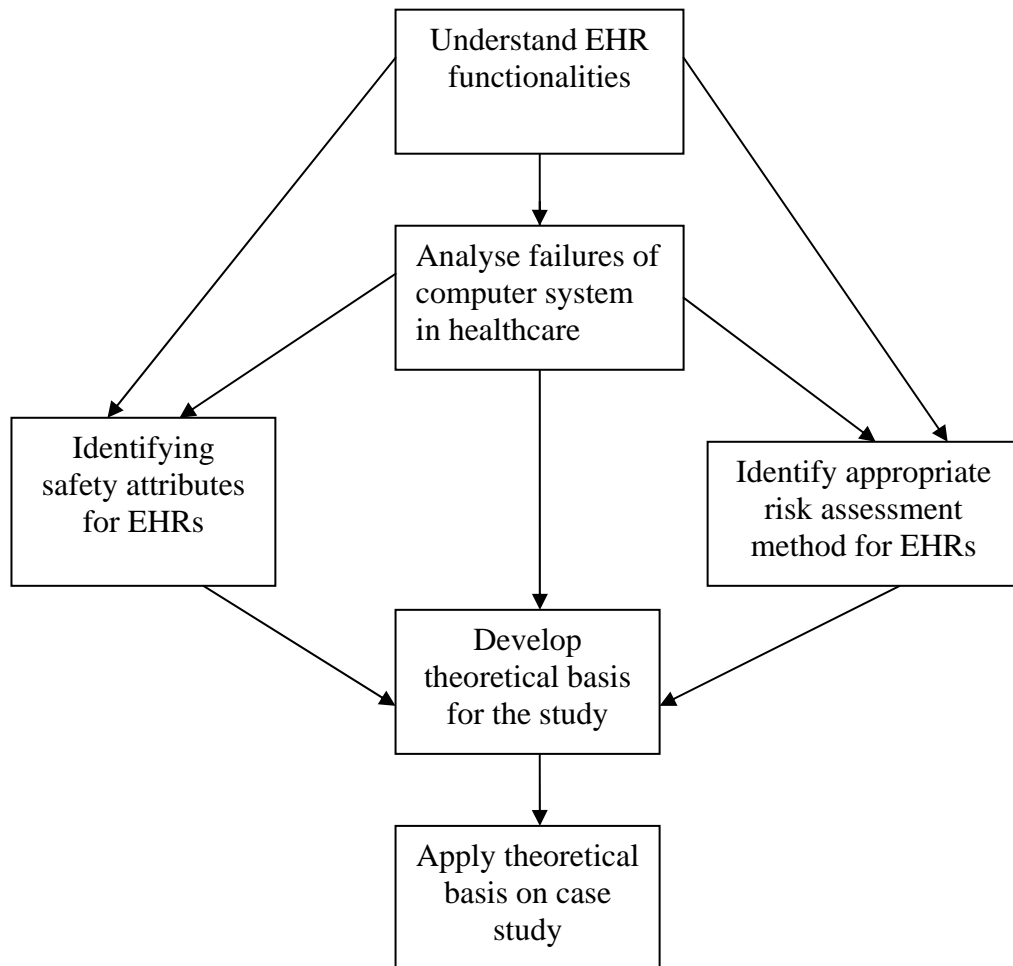 Understand EHR
functionalities
Analyse failures of
computer system
in healthcare
Identifying
safety attributes
for EHRs
Identify appropriate
risk assessment
method for EHRs
Develop
theoretical basis
for the study
Apply theoretical
basis on case
study